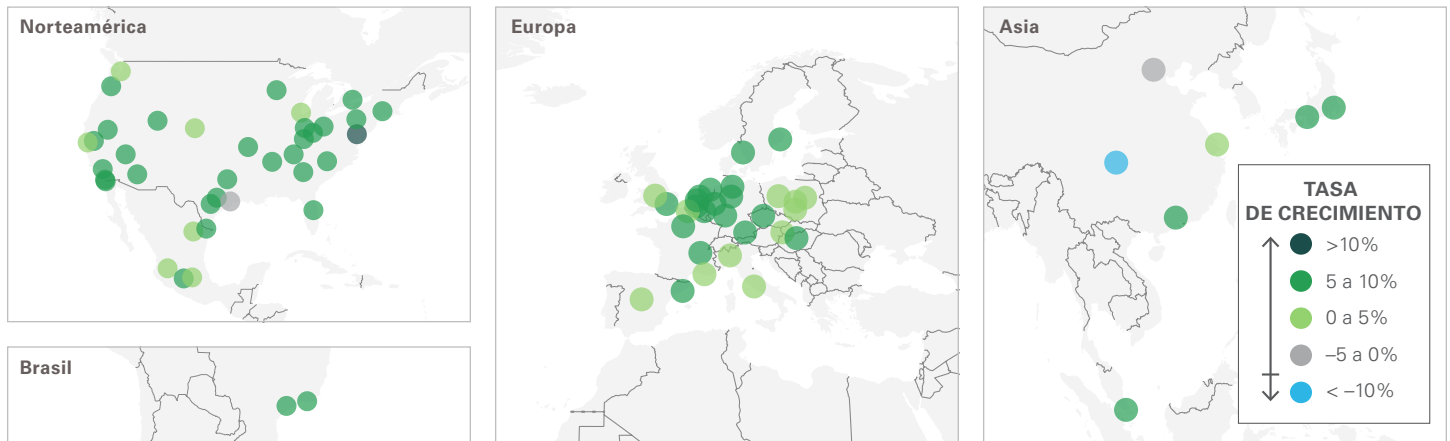 Norteamérica
Europa
Asia
Brasil
TASA
DE CRECIMIENTO
>10%
5 a 10%
0 a 5%
–5 a 0%
< –10%